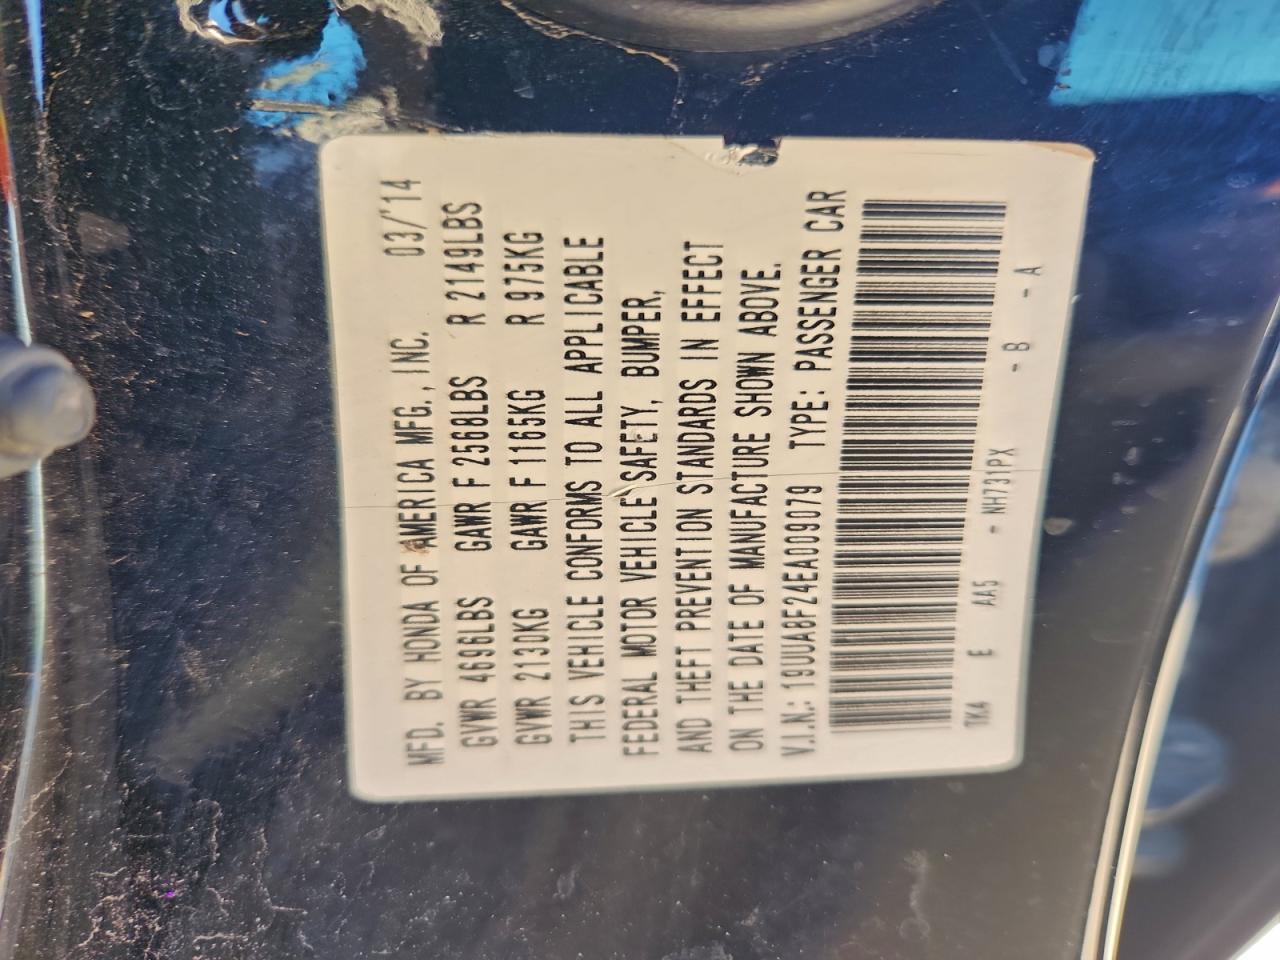 MFD. BY HONDA OF AMERICA MFG., INC. 03/'14
GVWR 4696LBS GAWR F 2568LBS R 2149LBS
GVWR 2130KG GAWR F 1165KG R 975KG
THIS VEHICLE CONFORMS TO ALL APPLICABLE
FEDERAL MOTOR VEHICLE SAFETY, BUMPER,
AND THEFT PREVENTION STANDARDS IN EFFECT
ON THE DATE OF MANUFACTURE SHOWN ABOVE.
V.I.N.: 19UUA8F24EA009079 TYPE: PASSENGER CAR
TK4 E AA5 - NH731PX - B - A